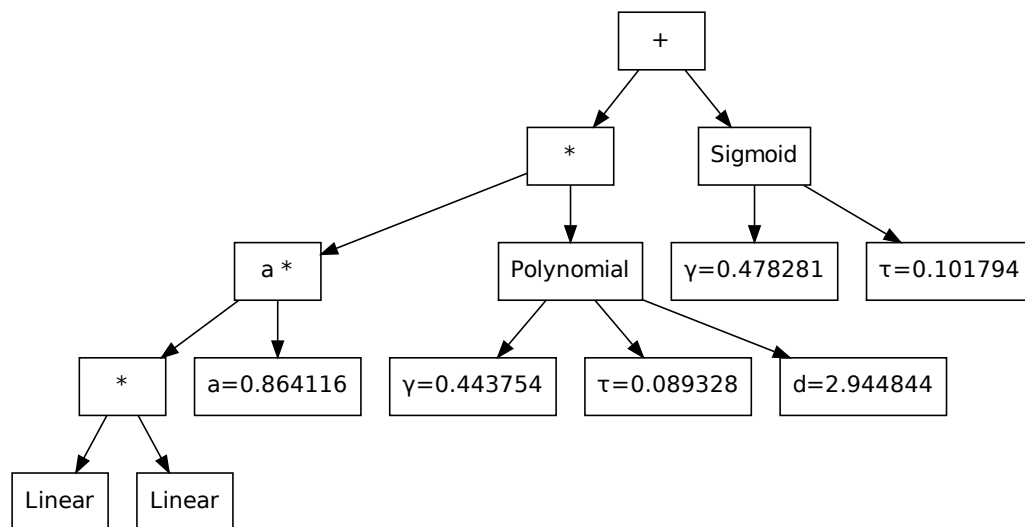 +
*
Sigmoid
a *
Polynomial
γ=0.478281
τ=0.101794
*
a=0.864116
γ=0.443754
τ=0.089328
d=2.944844
Linear
Linear